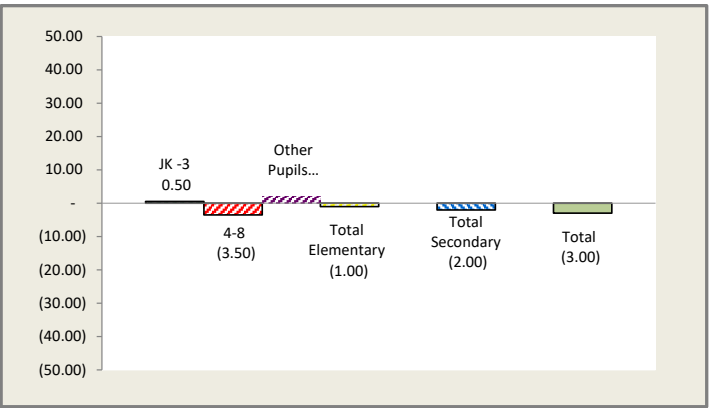 50.00
40.00
30.00
20.00
10.00
-
(10.00)
(20.00)
(30.00)
(40.00)
(50.00)
JK -3
0.50
4-8
(3.50)
Other
Pupils...
Total
Elementary
(1.00)
Total
Secondary
(2.00)
Total
(3.00)